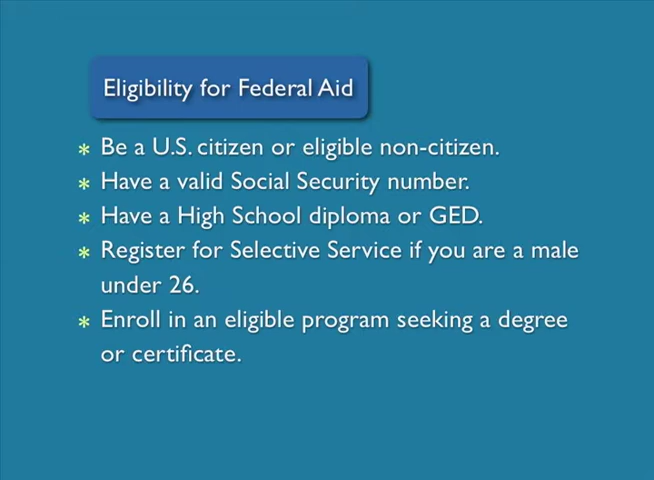 Eligibility for Federal Aid
* Be a U.S. citizen or eligible non-citizen.
* Have a valid Social Security number.
* Have a High School diploma or GED.
* Register for Selective Service if you are a male
under 26.
* Enroll in an eligible program seeking a degree
or certificate.